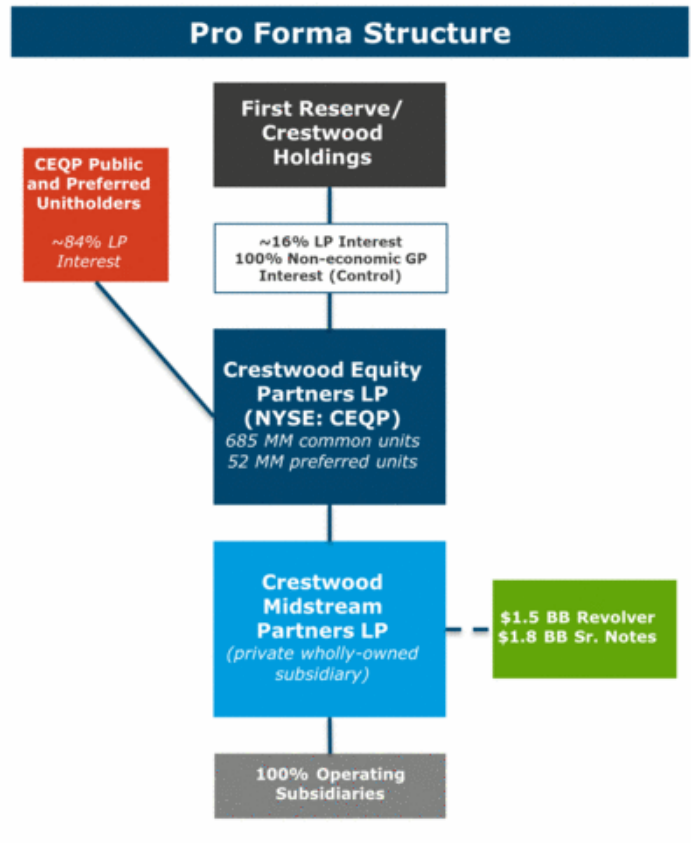 Pro Forma Structure
First Reserve/
Crestwood
Holdings
CEQP Public
and Preferred
Unitholders
~84% LP
Interest
~16% LP Interest
100% Non-economic GP
Interest (Control)
Crestwood Equity
Partners LP
(NYSE: CEQP)
685 MM common units
52 MM preferred units
Crestwood
Midstream
Partners LP
(private wholly-owned
subsidiary)
$1.5 BB Revolver
$1.8 BB Sr. Notes
100% Operating
Subsidiaries